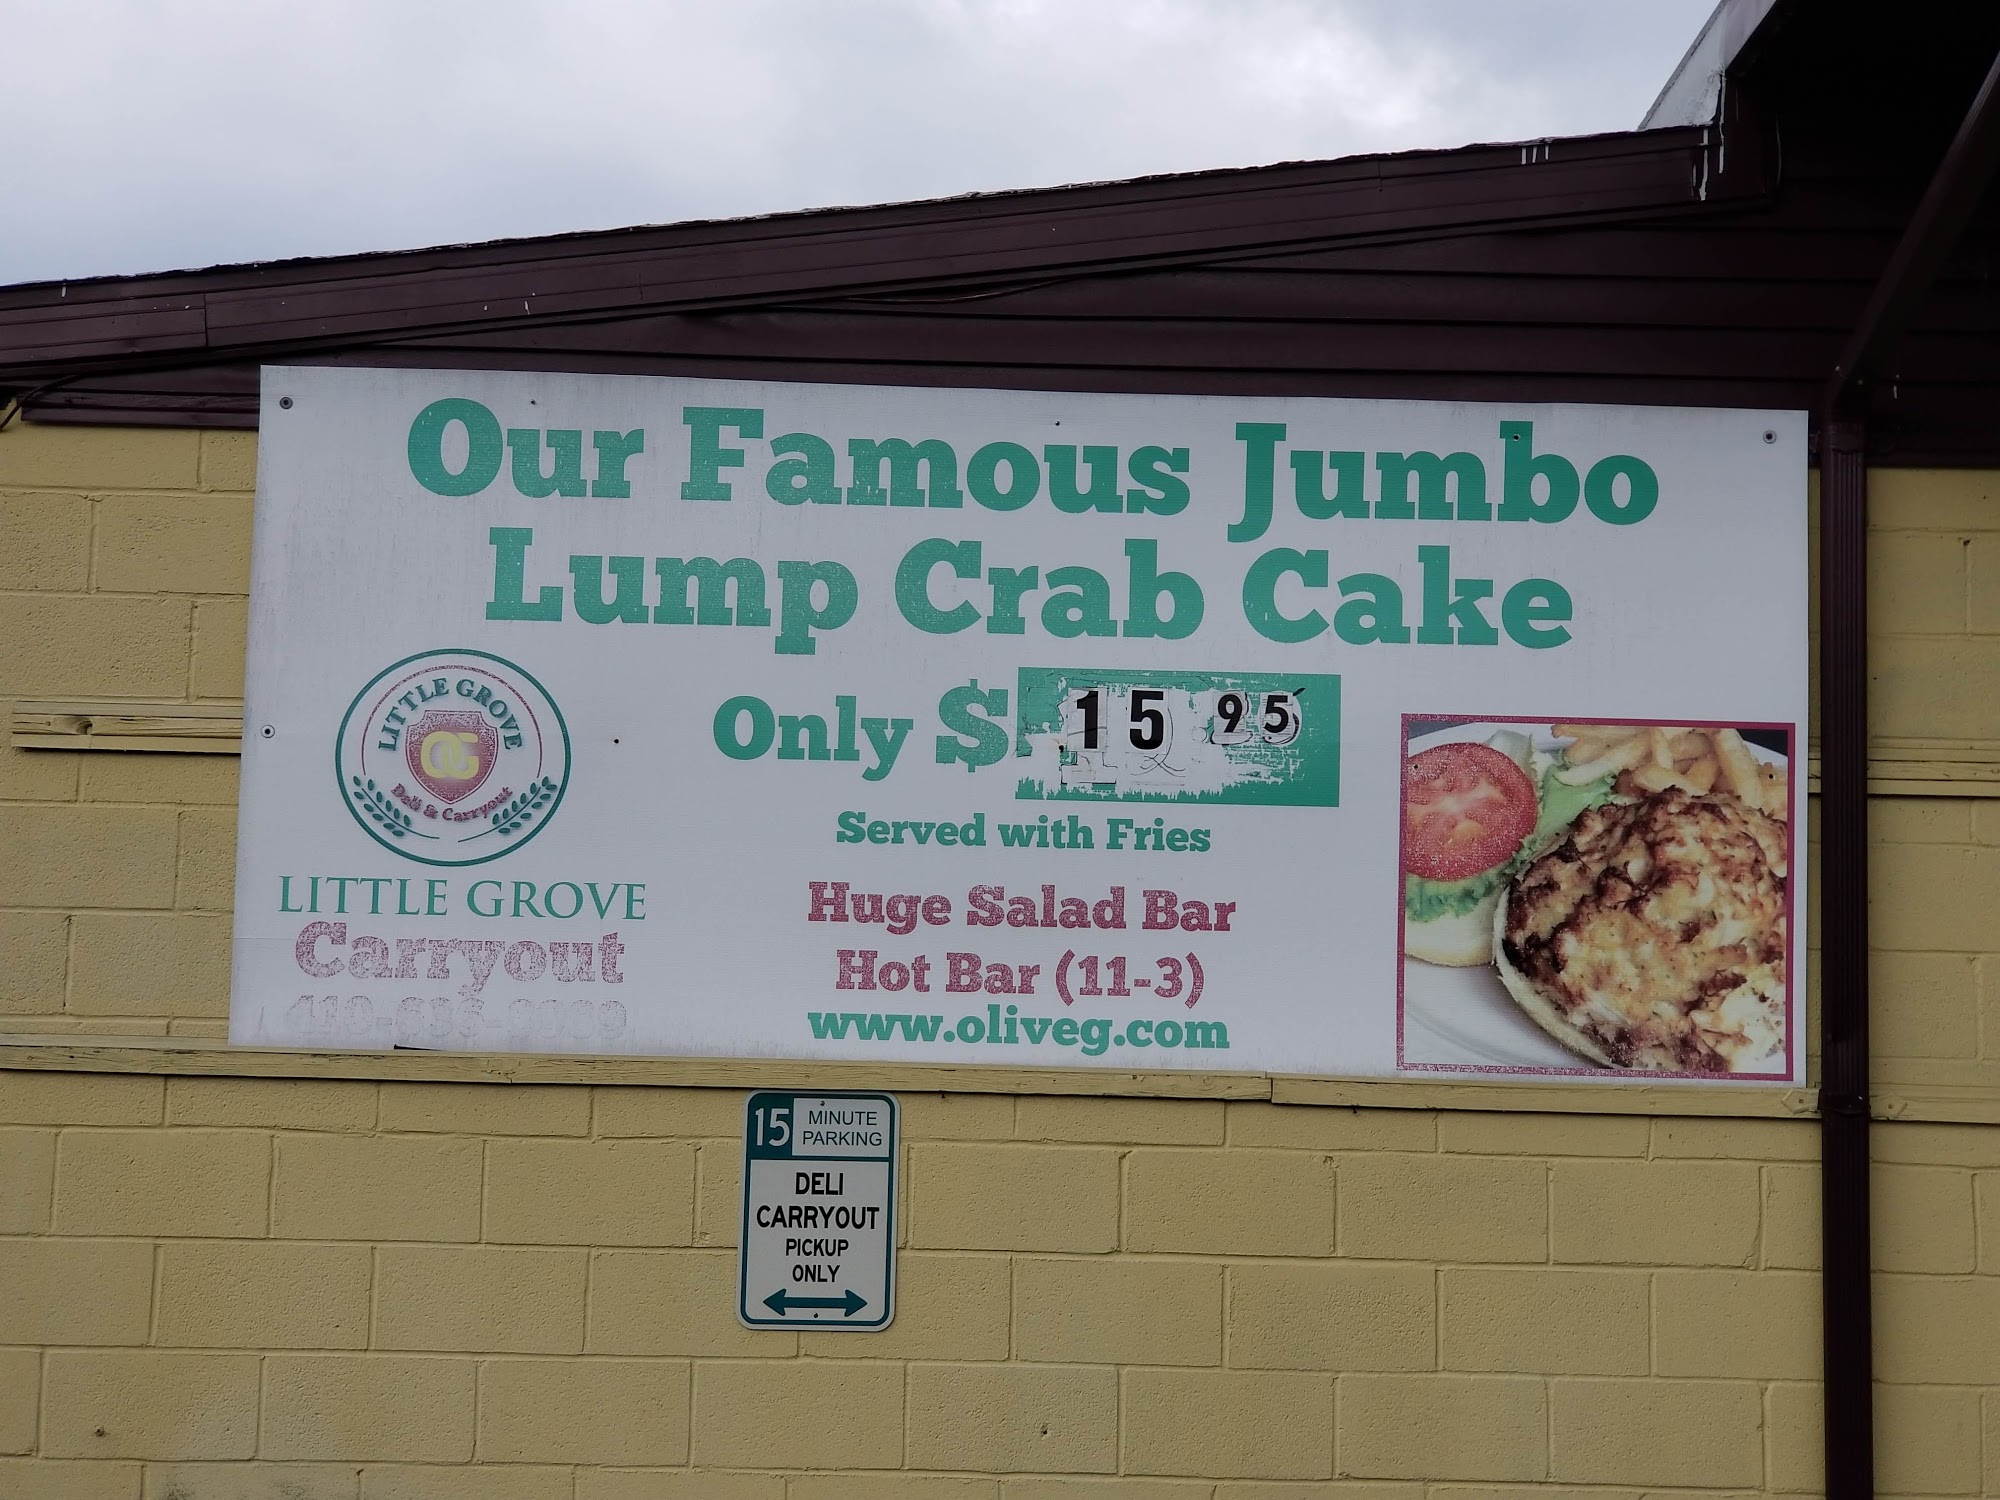 Our Famous Jumbo
Lump Crab Cake
Only $ 15 95
Served with Fries
Huge Salad Bar
Hot Bar (11-3)
www.oliveg.com
LITTLE GROVE
OG
Deli & Carryout
LITTLE GROVE
Carryout
15 MINUTE
PARKING
DELI
CARRYOUT
PICKUP
ONLY